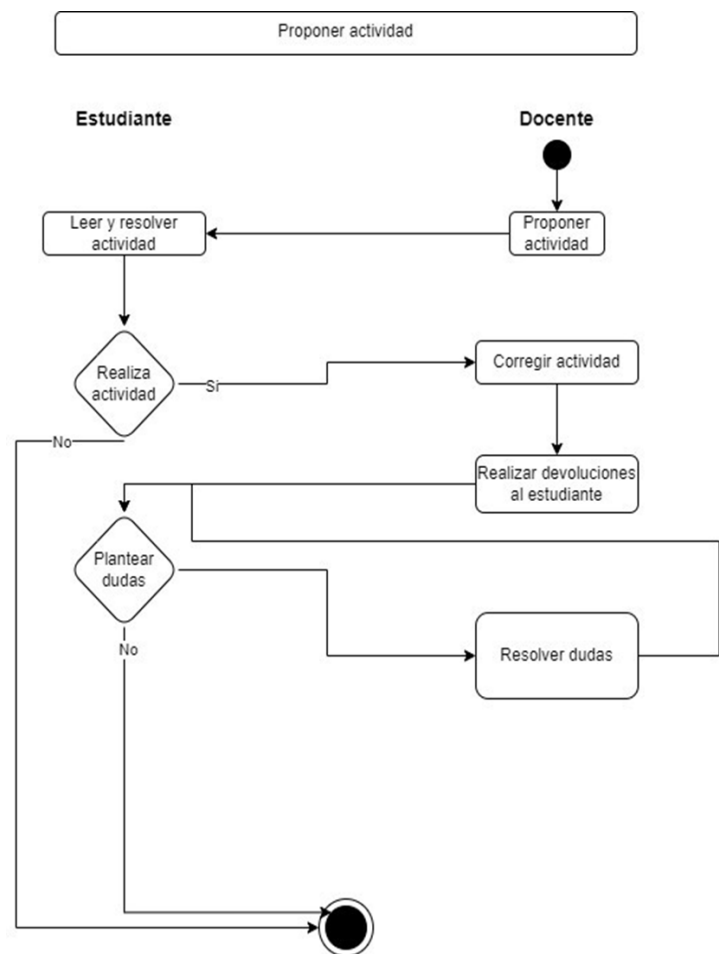 Proponer actividad
Estudiante
Docente
Leer y resolver
actividad
Proponer
actividad
Realiza
actividad
Si
Corregir actividad
No
Realizar devoluciones
al estudiante
Plantear
dudas
No
Resolver dudas